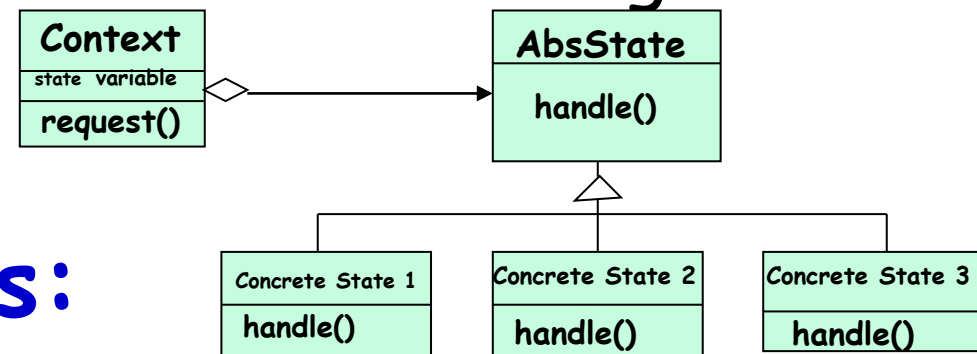 Context
state variable
request()
AbsState
handle()
s:
Concrete State 1
handle()
Concrete State 2
handle()
Concrete State 3
handle()